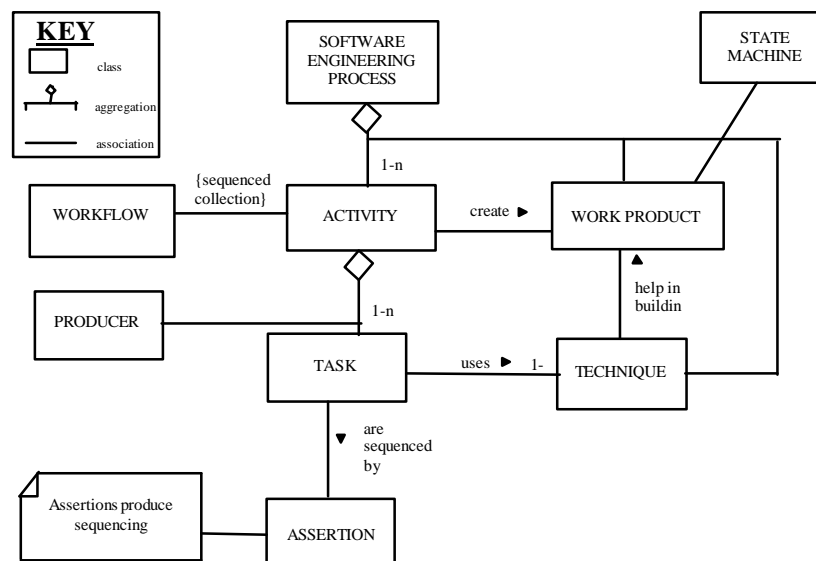 KEY
class
aggregation
association
SOFTWARE
ENGINEERING
PROCESS
STATE
MACHINE
1-n
{sequenced
collection}
WORKFLOW
ACTIVITY
create
WORK PRODUCT
PRODUCER
1-n
help in
buildin
TASK
uses
1-
TECHNIQUE
are
sequenced
by
Assertions produce
sequencing
ASSERTION